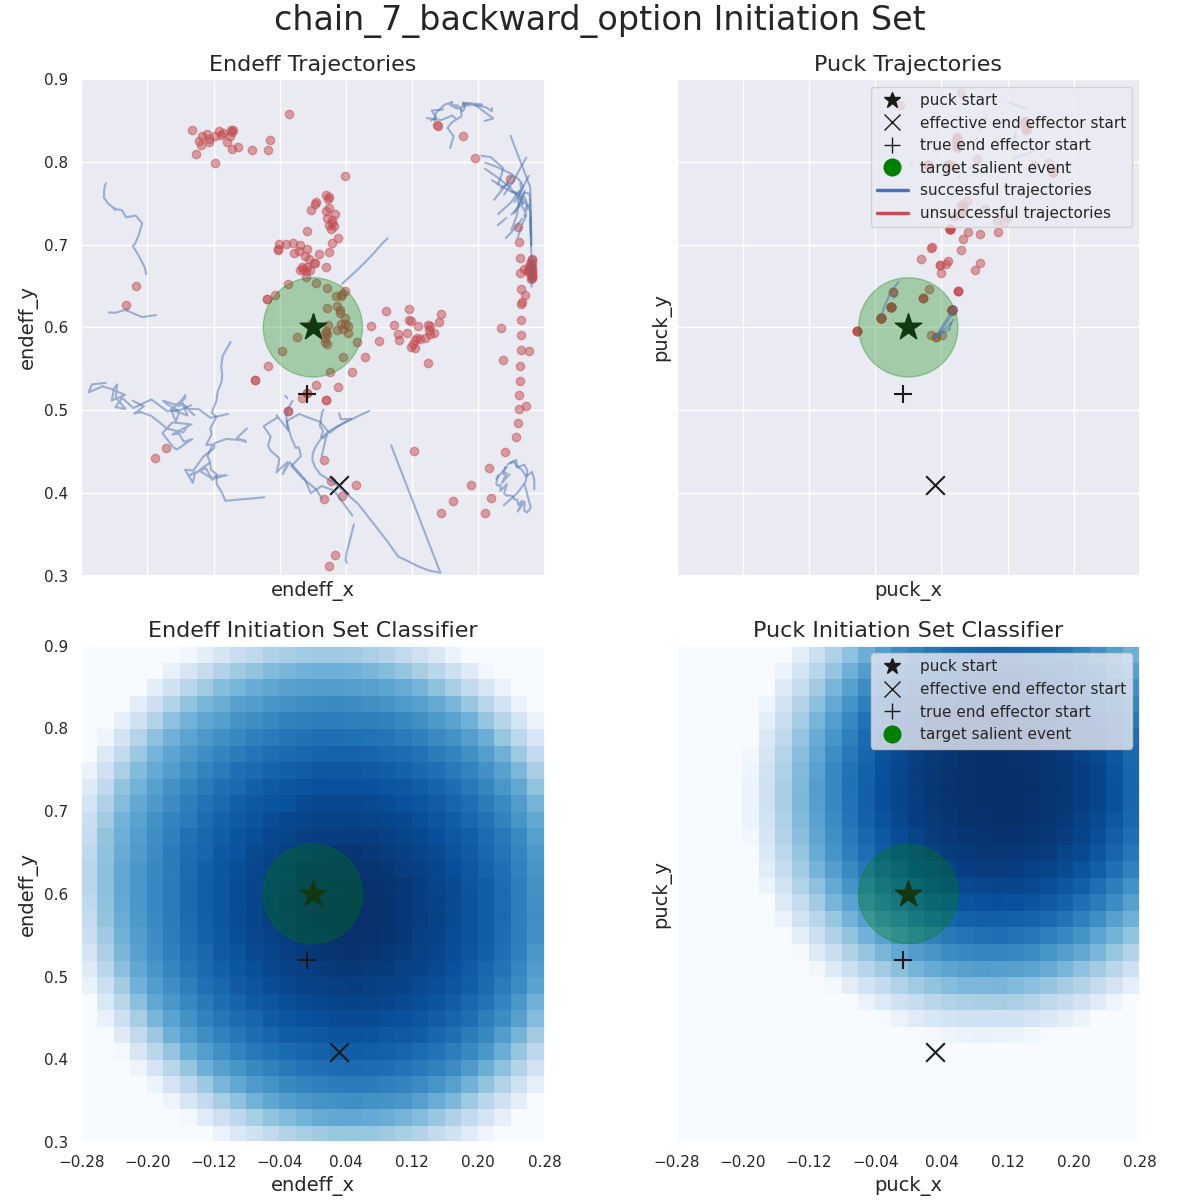 chain_7_backward_option Initiation Set
Endeff Trajectories
0.9
0.8
0.7
0.6
0.5
0.4
0.3
endeff_y
endeff_x
Puck Trajectories
puck start
effective end effector start
true end effector start
target salient event
successful trajectories
unsuccessful trajectories
puck_y
puck_x
Endeff Initiation Set Classifier
0.9
0.8
0.7
0.6
0.5
0.4
0.3
endeff_y
−0.28 −0.20 −0.12 −0.04 0.04 0.12 0.20 0.28
endeff_x
Puck Initiation Set Classifier
puck start
effective end effector start
true end effector start
target salient event
puck_y
−0.28 −0.20 −0.12 −0.04 0.04 0.12 0.20 0.28
puck_x